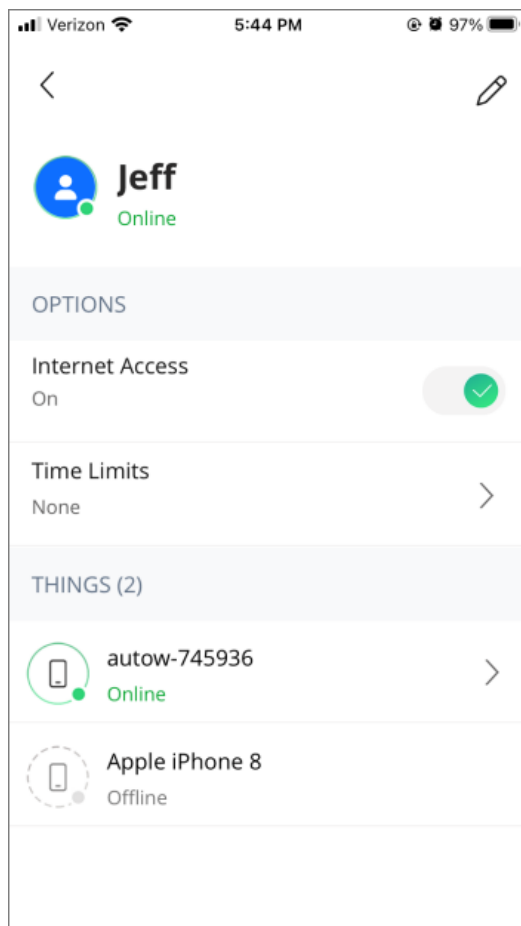 Verizon 5:44 PM 97%
Jeff
Online
OPTIONS
Internet Access
On
Time Limits
None
THINGS (2)
autow-745936
Online
Apple iPhone 8
Offline